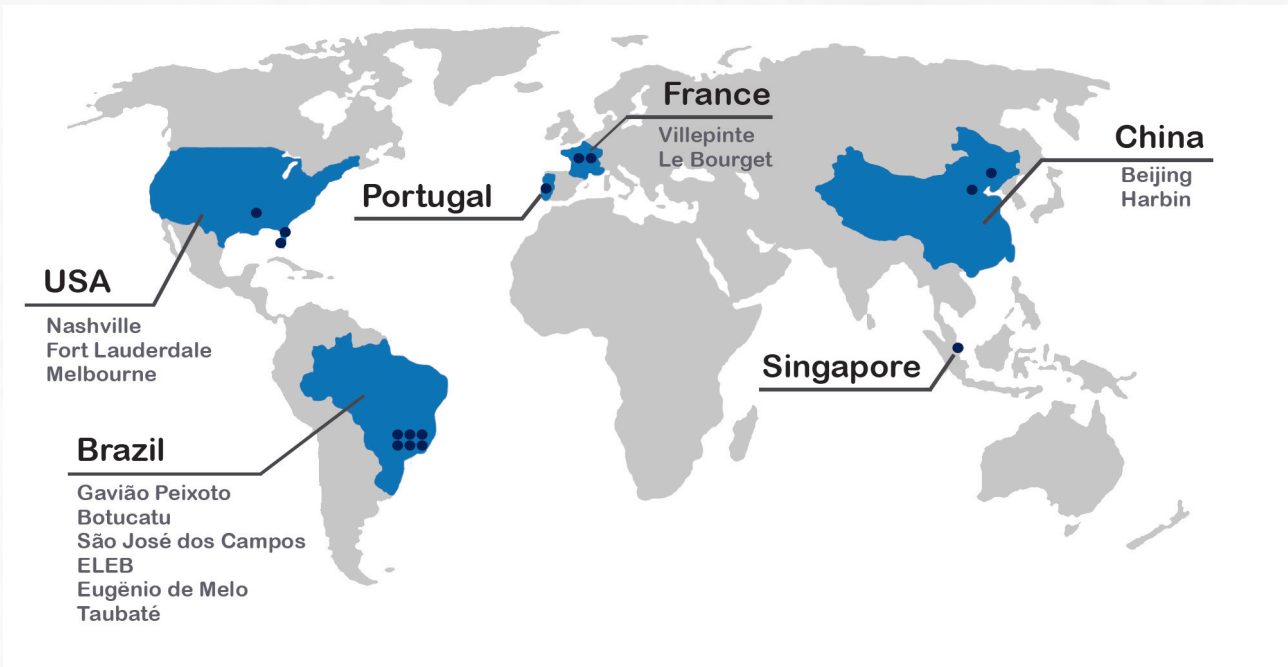 France
Villepinte
Le Bourget
China
Beijing
Harbin
Portugal
USA
Nashville
Fort Lauderdale
Melbourne
Singapore
Brazil
Gavião Peixoto
Botucatu
São José dos Campos
ELEB
Eugënio de Melo
Taubaté